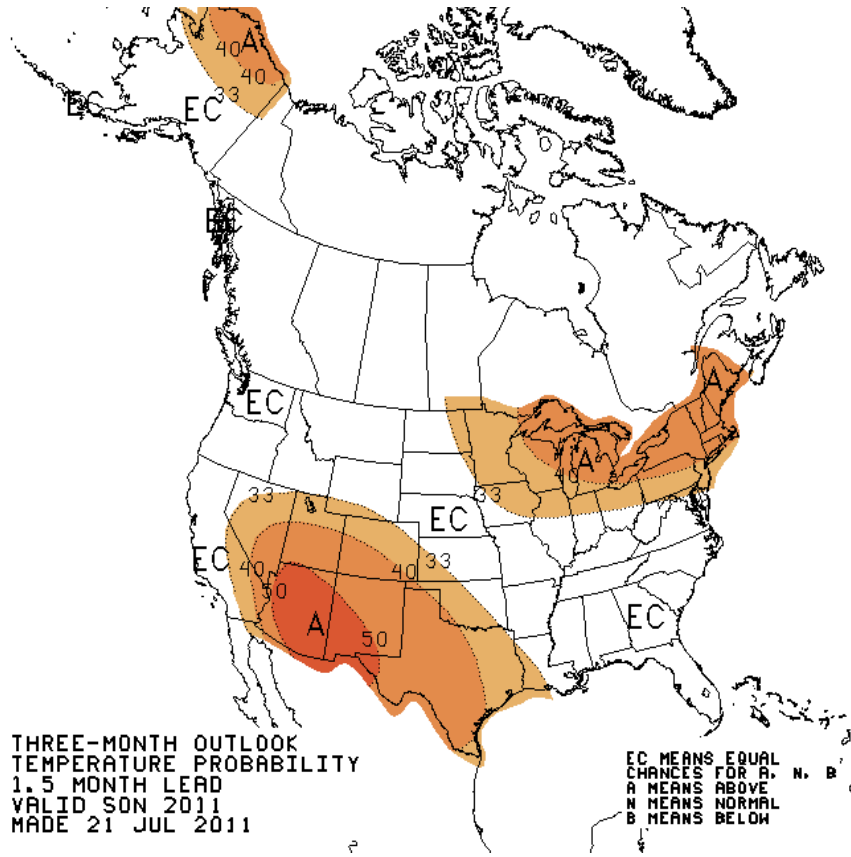 A
40
40
33
EC
EC
EC
A
EC
A
40
33
33
EC
EC
33
40
40
50
A
50
EC
THREE-MONTH OUTLOOK
TEMPERATURE PROBABILITY
1.5 MONTH LEAD
VALID SON 2011
MADE 21 JUL 2011
EC MEANS EQUAL
CHANCES FOR A, N, B
A MEANS ABOVE
N MEANS NORMAL
B MEANS BELOW